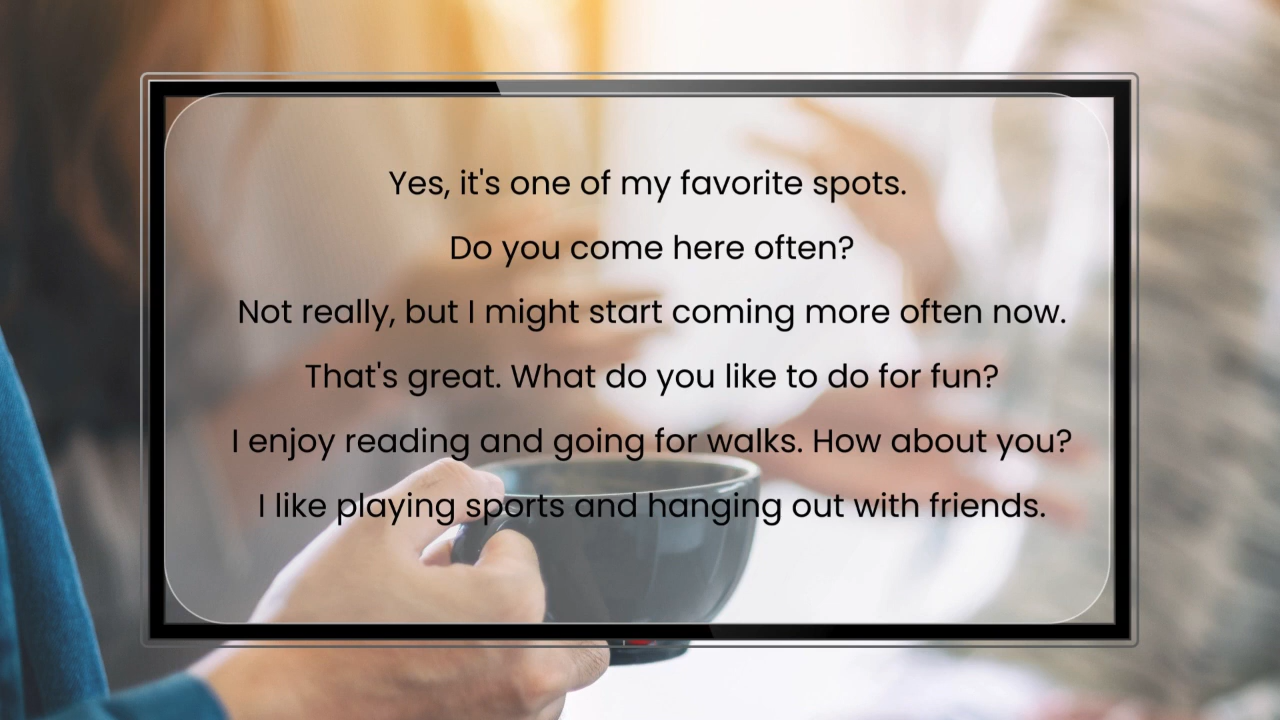 Yes, it's one of my favorite spots.
Do you come here often?
Not really, but I might start coming more often now.
That's great. What do you like to do for fun?
I enjoy reading and going for walks. How about you?
I like playing sports and hanging out with friends.